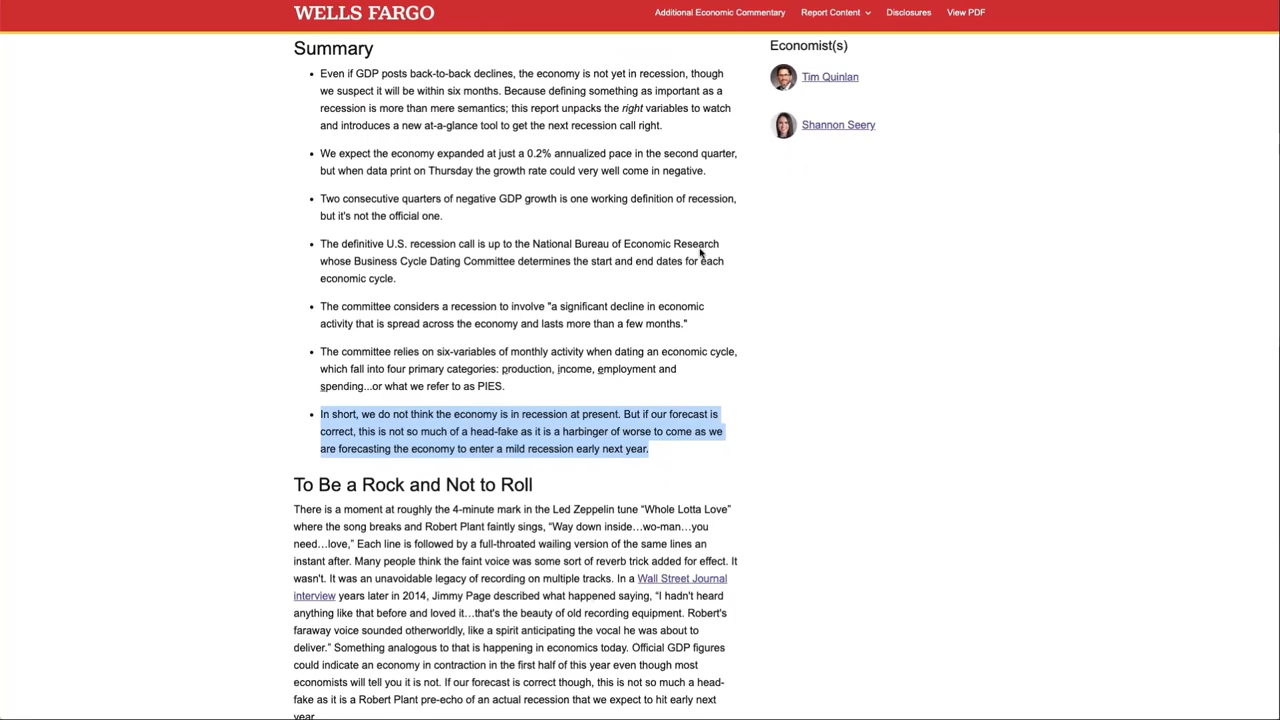 WELLS FARGO
Additional Economic Commentary
Report Content
Disclosures
View PDF
Summary
Even if GDP posts back-to-back declines, the economy is not yet in recession, though
we suspect it will be within six months. Because defining something as important as a
recession is more than mere semantics; this report unpacks the right variables to watch
and introduces a new at-a-glance tool to get the next recession call right.
We expect the economy expanded at just a 0.2% annualized pace in the second quarter,
but when data print on Thursday the growth rate could very well come in negative.
Two consecutive quarters of negative GDP growth is one working definition of recession,
but it's not the official one.
The definitive U.S. recession call is up to the National Bureau of Economic Research
whose Business Cycle Dating Committee determines the start and end dates for each
economic cycle.
The committee considers a recession to involve "a significant decline in economic
activity that is spread across the economy and lasts more than a few months."
The committee relies on six-variables of monthly activity when dating an economic cycle,
which fall into four primary categories: production, income, employment and
spending...or what we refer to as PIES.
In short, we do not think the economy is in recession at present. But if our forecast is
correct, this is not so much of a head-fake as it is a harbinger of worse to come as we
are forecasting the economy to enter a mild recession early next year.
To Be a Rock and Not to Roll
There is a moment at roughly the 4-minute mark in the Led Zeppelin tune “Whole Lotta Love”
where the song breaks and Robert Plant faintly sings, “Way down inside…wo-man…you
need…love,” Each line is followed by a full-throated wailing version of the same lines an
instant after. Many people think the faint voice was some sort of reverb trick added for effect. It
wasn't. It was an unavoidable legacy of recording on multiple tracks. In a Wall Street Journal
interview years later in 2014, Jimmy Page described what happened saying, “I hadn't heard
anything like that before and loved it…that's the beauty of old recording equipment. Robert's
faraway voice sounded otherworldly, like a spirit anticipating the vocal he was about to
deliver.” Something analogous to that is happening in economics today. Official GDP figures
could indicate an economy in contraction in the first half of this year even though most
economists will tell you it is not. If our forecast is correct though, this is not so much a head-
fake as it is a Robert Plant pre-echo of an actual recession that we expect to hit early next
year.
Economist(s)
Tim Quinlan
Shannon Seery